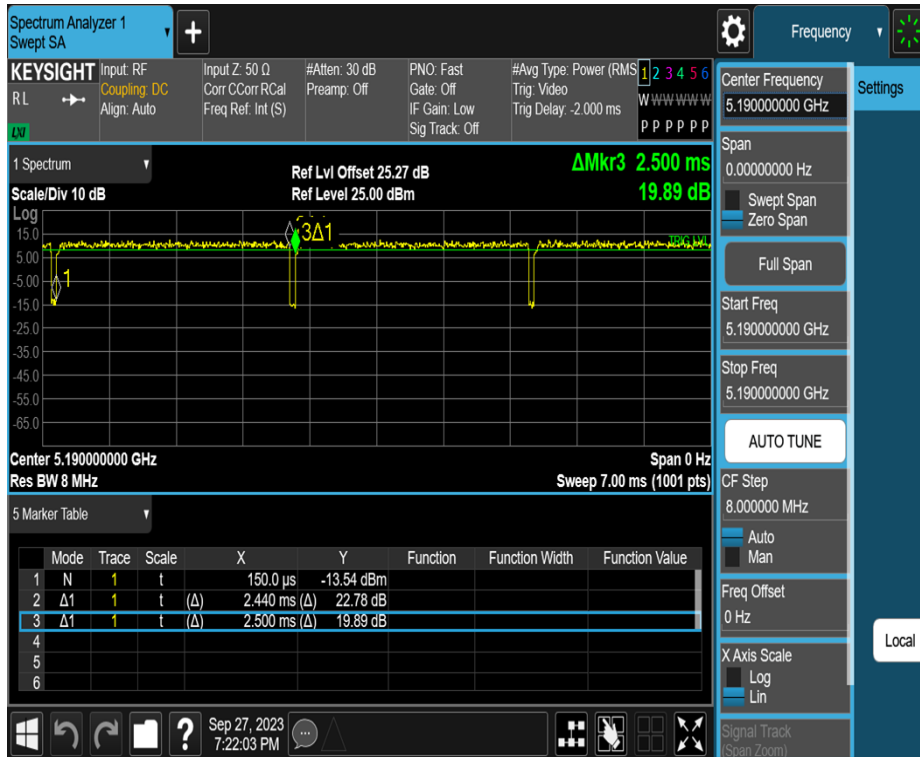 Spectrum Analyzer 1
Swept SA
+
Frequency
KEYSIGHT
RL
LXI
Input: RF
Coupling: DC
Align: Auto
Input Z: 50 Ω
Corr CCorr RCal
Freq Ref: Int (S)
#Atten: 30 dB
Preamp: Off
PNO: Fast
Gate: Off
IF Gain: Low
Sig Track: Off
#Avg Type: Power (RMS
Trig: Video
Trig Delay: -2.000 ms
1 2 3 4 5 6
W W W W W W
P P P P P P
1 Spectrum
Scale/Div 10 dB
Ref Lvl Offset 25.27 dB
Ref Level 25.00 dBm
ΔMkr3 2.500 ms
19.89 dB
Log
15.0
5.00
-5.00
-15.0
-25.0
-35.0
-45.0
-55.0
-65.0
1
3Δ1
TRIG LVL
Center 5.190000000 GHz
Res BW 8 MHz
Span 0 Hz
Sweep 7.00 ms (1001 pts)
5 Marker Table
Mode Trace Scale X Y Function Function Width Function Value
1 N 1 t 150.0 µs -13.54 dBm
2 Δ1 1 t (Δ) 2.440 ms (Δ) 22.78 dB
3 Δ1 1 t (Δ) 2.500 ms (Δ) 19.89 dB
4
5
6
?
Sep 27, 2023
7:22:03 PM
Center Frequency
5.190000000 GHz
Span
0.00000000 Hz
Swept Span
Zero Span
Full Span
Start Freq
5.190000000 GHz
Stop Freq
5.190000000 GHz
AUTO TUNE
CF Step
8.000000 MHz
Auto
Man
Freq Offset
0 Hz
X Axis Scale
Log
Lin
Signal Track
(Span Zoom)
Settings
Local